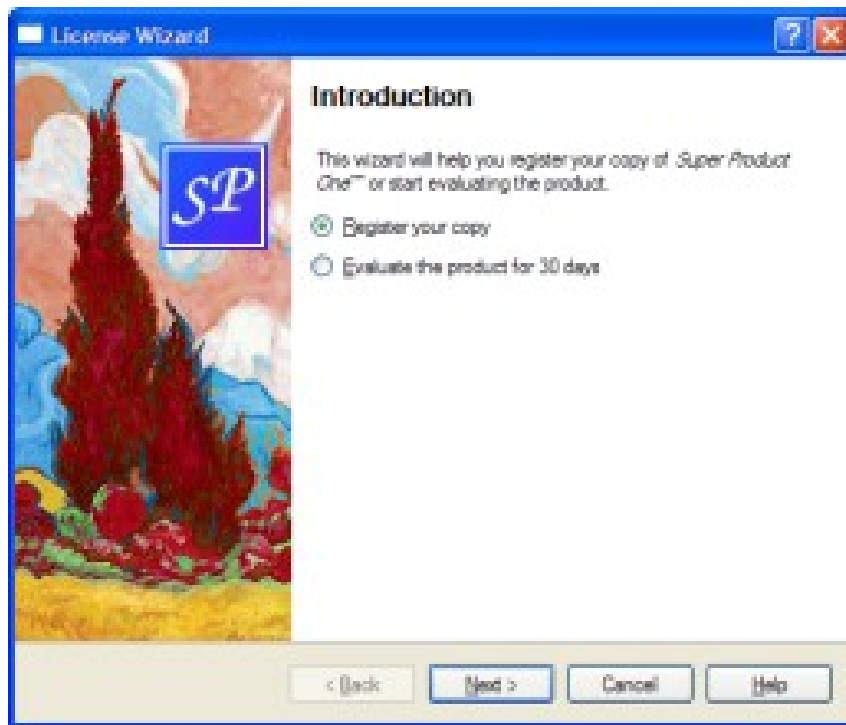 License Wizard
Introduction
SP
This wizard will help you register your copy of Super Product
One™ or start evaluating the product.
Register your copy
Evaluate the product for 30 days
< Back
Next >
Cancel
Help